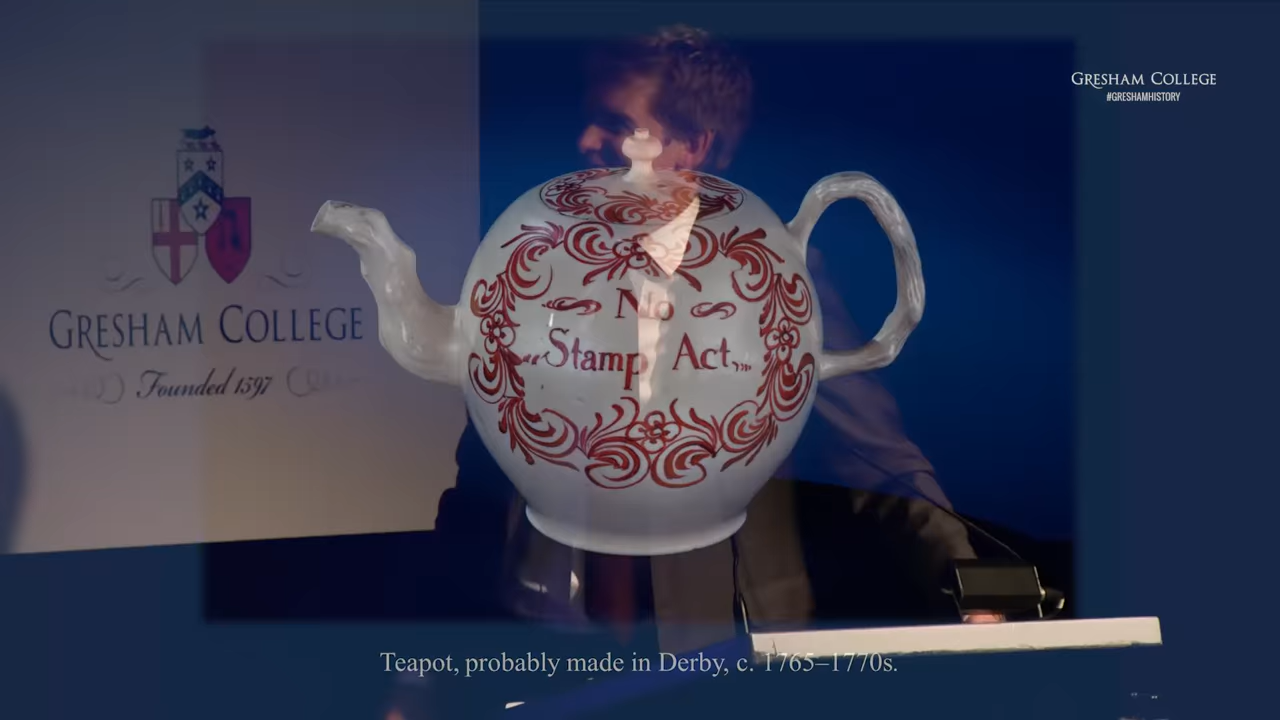 GRESHAM COLLEGE
#GRESHAMHISTORY
GRESHAM COLLEGE
Founded 1597
No
Stamp Act
Teapot, probably made in Derby, c. 1765–1770s.